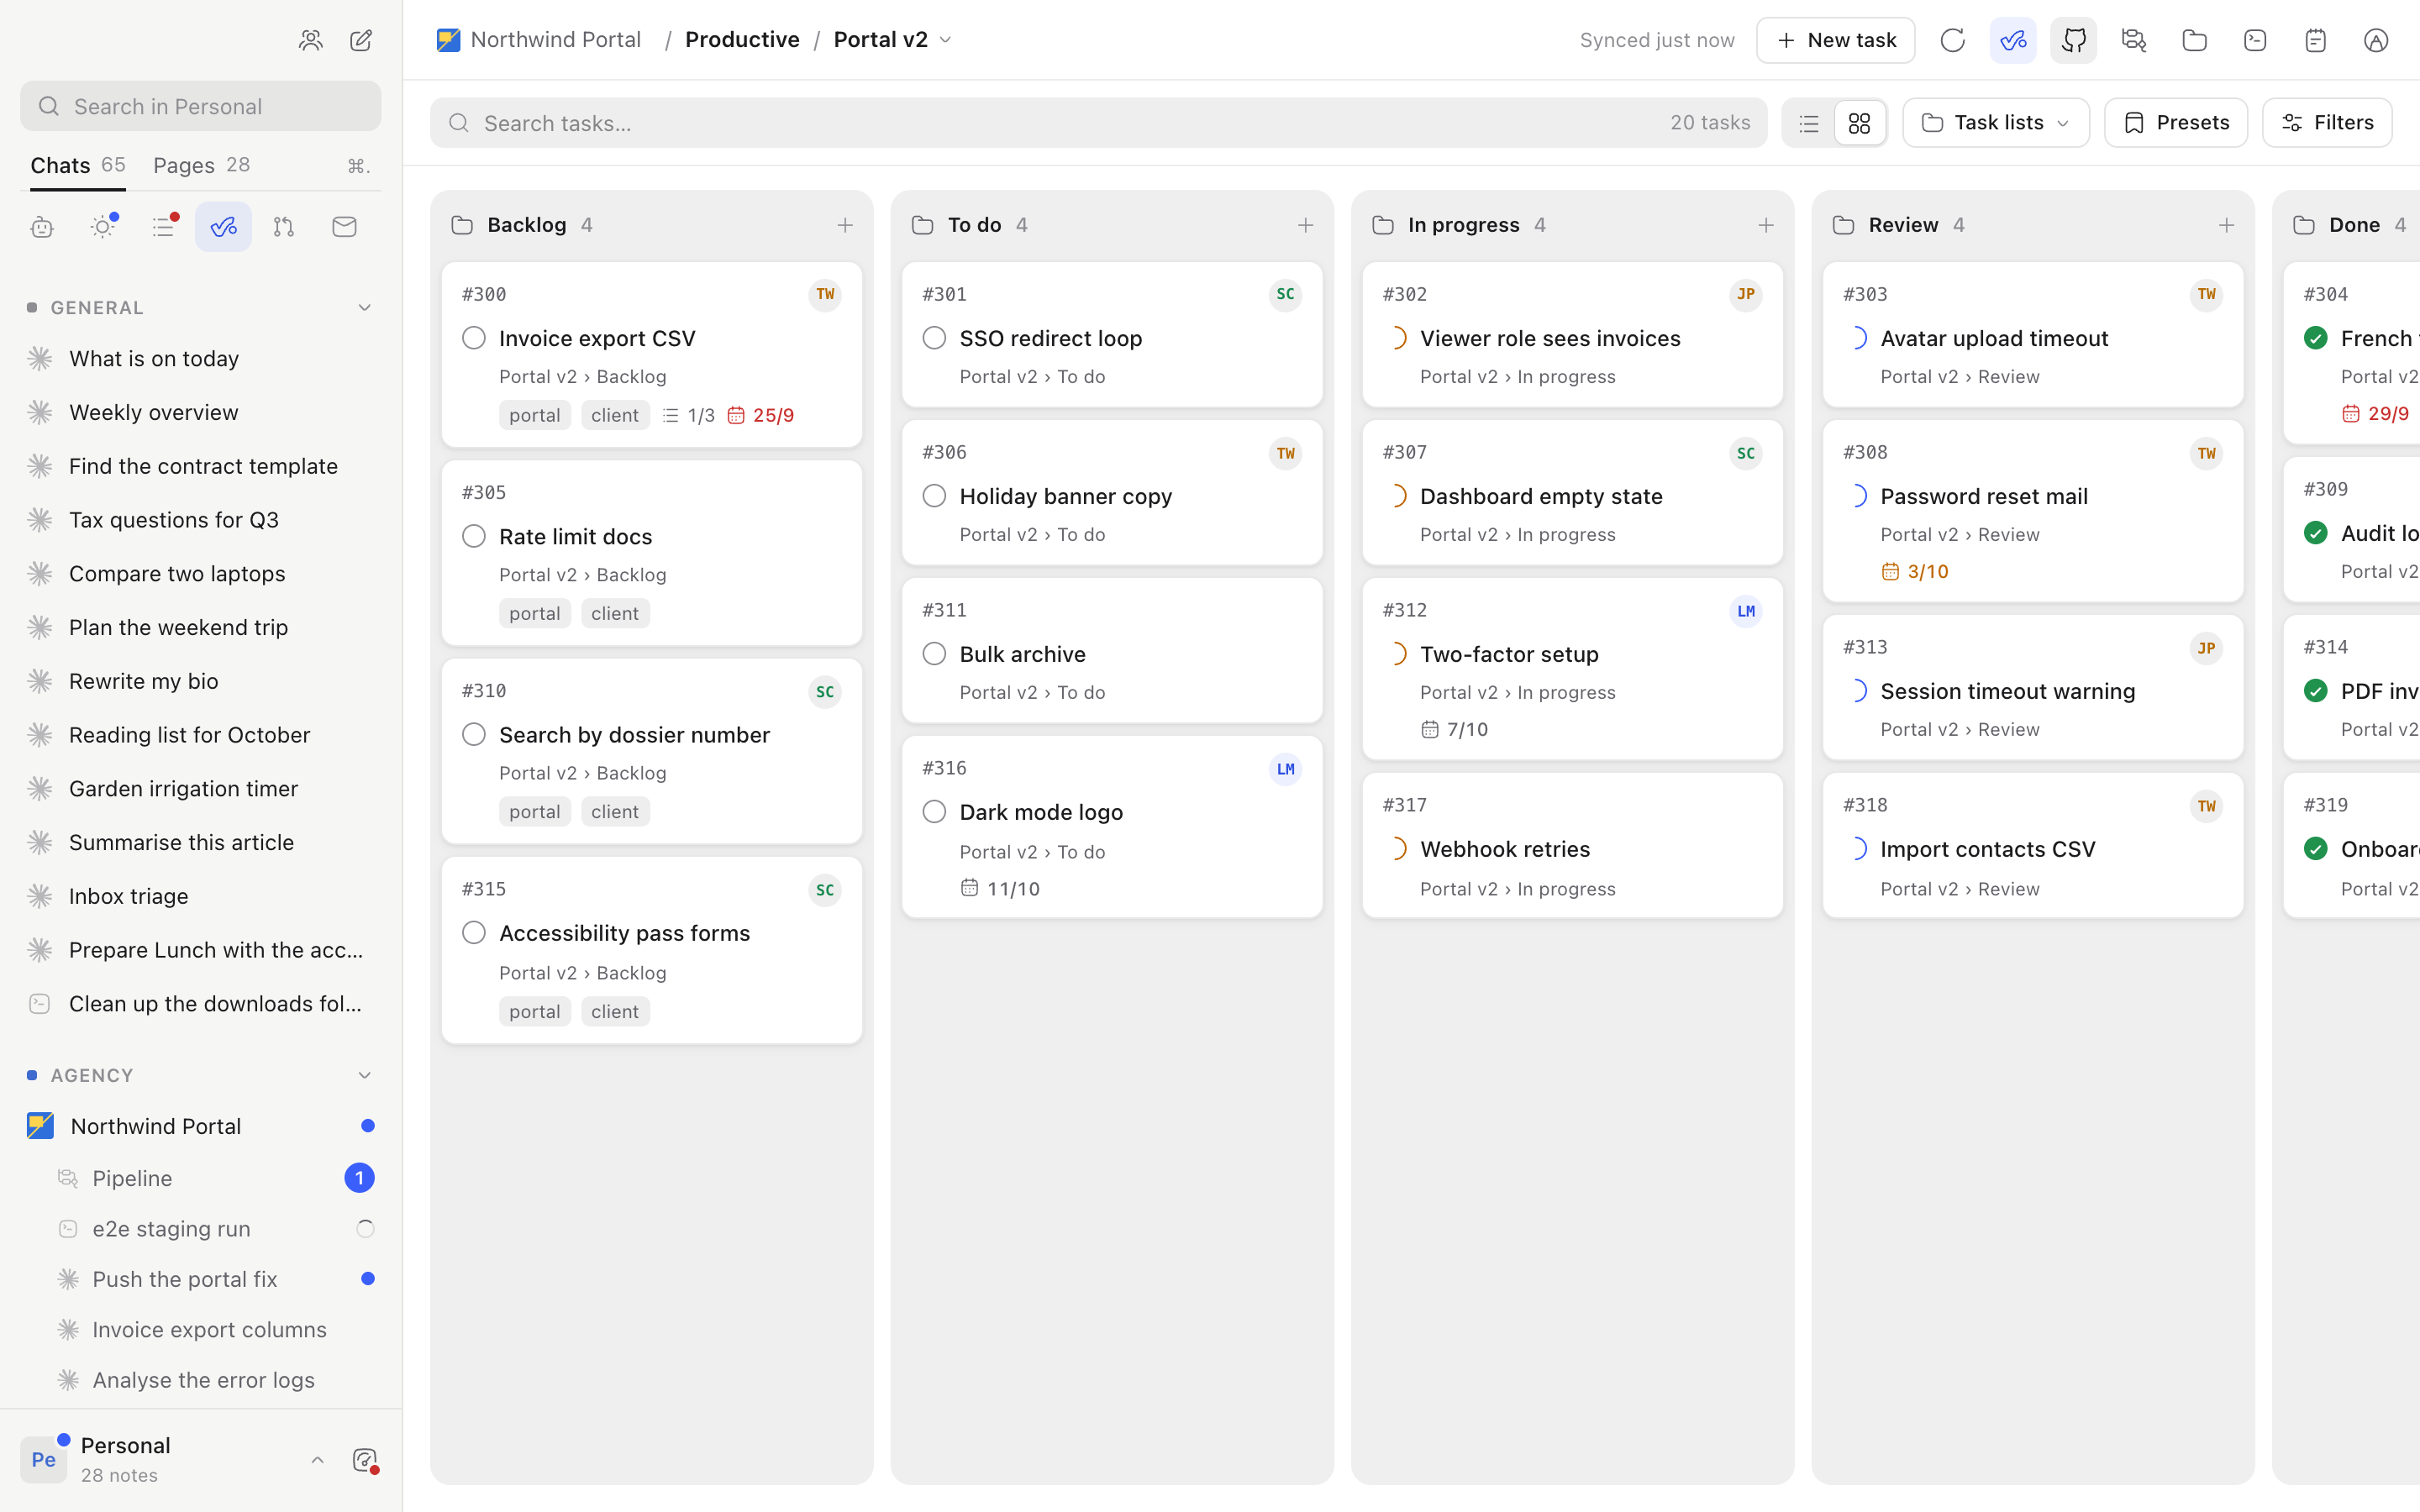 Search in Personal
Chats 65
Pages 28
⌘.
GENERAL
What is on today
Weekly overview
Find the contract template
Tax questions for Q3
Compare two laptops
Plan the weekend trip
Rewrite my bio
Reading list for October
Garden irrigation timer
Summarise this article
Inbox triage
Prepare Lunch with the acc...
Clean up the downloads fol...
AGENCY
Northwind Portal
Pipeline 1
e2e staging run
Push the portal fix
Invoice export columns
Analyse the error logs
Pe
Personal
28 notes
Northwind Portal / Productive / Portal v2
Synced just now
New task
Search tasks...
20 tasks
Task lists
Presets
Filters
Backlog 4
#300 TW
Invoice export CSV
Portal v2 › Backlog
portal client 1/3 25/9
#305
Rate limit docs
Portal v2 › Backlog
portal client
#310 SC
Search by dossier number
Portal v2 › Backlog
portal client
#315 SC
Accessibility pass forms
Portal v2 › Backlog
portal client
To do 4
#301 SC
SSO redirect loop
Portal v2 › To do
#306 TW
Holiday banner copy
Portal v2 › To do
#311
Bulk archive
Portal v2 › To do
#316 LM
Dark mode logo
Portal v2 › To do
11/10
In progress 4
#302 JP
Viewer role sees invoices
Portal v2 › In progress
#307 SC
Dashboard empty state
Portal v2 › In progress
#312 LM
Two-factor setup
Portal v2 › In progress
7/10
#317
Webhook retries
Portal v2 › In progress
Review 4
#303 TW
Avatar upload timeout
Portal v2 › Review
#308 TW
Password reset mail
Portal v2 › Review
3/10
#313 JP
Session timeout warning
Portal v2 › Review
#318 TW
Import contacts CSV
Portal v2 › Review
Done 4
#304
French
Portal v2
29/9
#309
Audit lo
Portal v2
#314
PDF inv
Portal v2
#319
Onboar
Portal v2